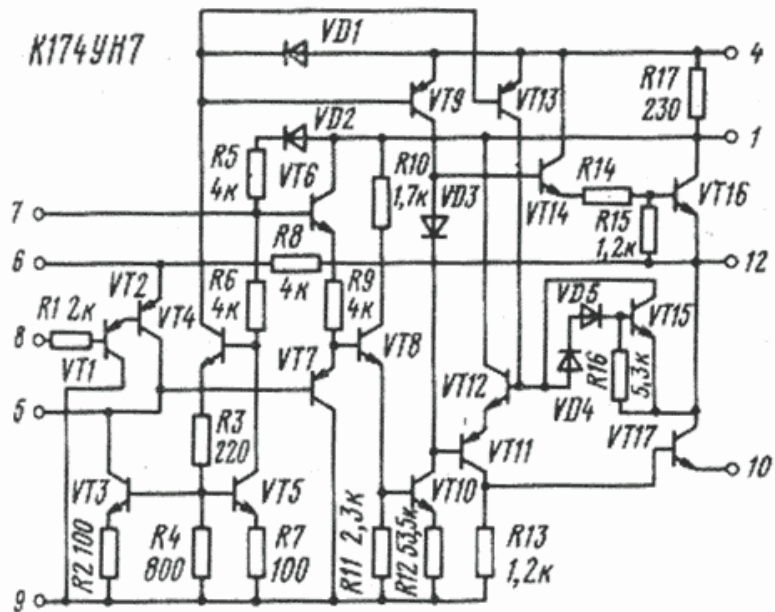 К174УН7
VD1
4
VT9
VT13
R17
230
VD2
1
R5
4к
VT6
R10
1,7к
VD3
R14
VT14
VT16
7
R8
4к
R15
1,2к
6
12
VT2
R1 2к
VT4
R6
4к
R9
4к
VD5
VT15
8
VT1
VT7
VT8
R16
5,3к
VT12
VD4
5
R3
220
VT11
VT17
10
VT3
VT5
VT10
R2 100
R4
800
R7
100
R11 2,3к
R12 53,5к
R13
1,2к
9